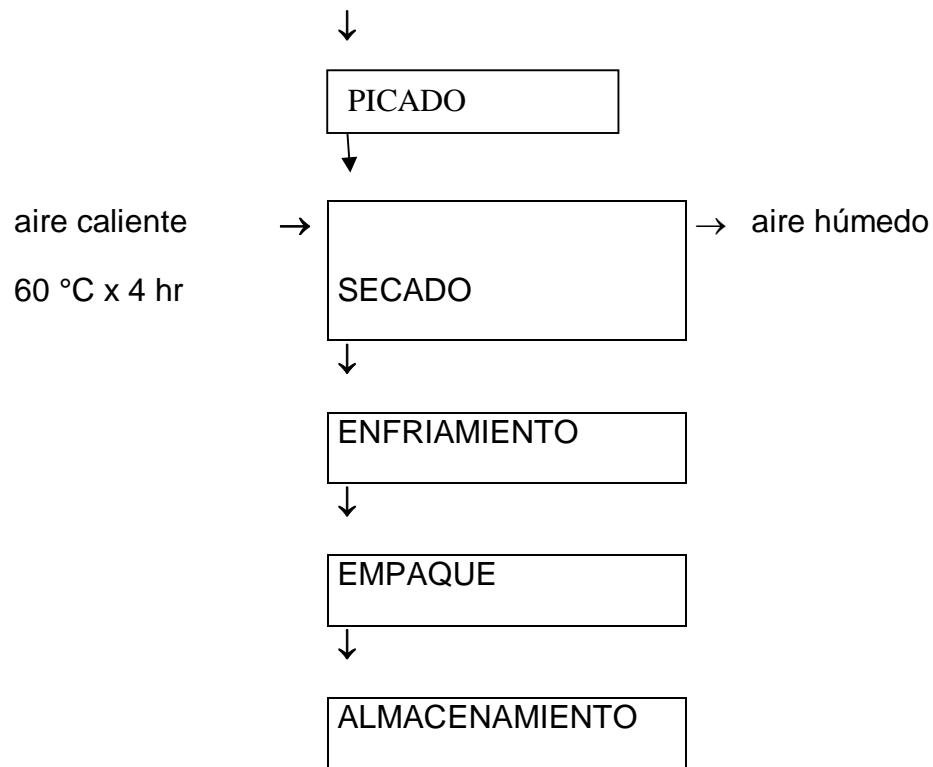 ↓
PICADO
aire caliente → → aire húmedo
60 °C x 4 hr SECADO
↓
ENFRIAMIENTO
↓
EMPAQUE
↓
ALMACENAMIENTO